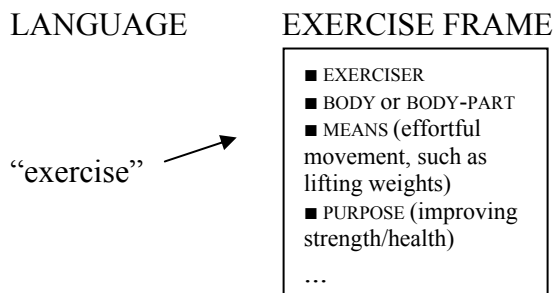 LANGUAGE
EXERCISE FRAME
■ EXERCISER
■ BODY or BODY-PART
■ MEANS (effortful
movement, such as
lifting weights)
■ PURPOSE (improving
strength/health)
…
“exercise”